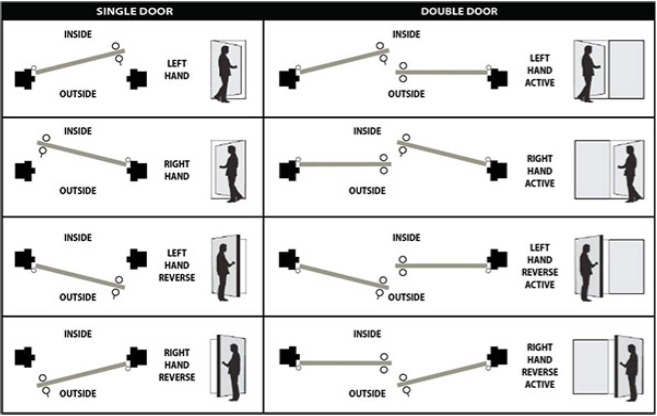 SINGLE DOOR
DOUBLE DOOR
INSIDE
LEFT
HAND
OUTSIDE
INSIDE
LEFT
HAND
ACTIVE
OUTSIDE
INSIDE
RIGHT
HAND
OUTSIDE
INSIDE
RIGHT
HAND
ACTIVE
OUTSIDE
INSIDE
LEFT
HAND
REVERSE
OUTSIDE
INSIDE
LEFT
HAND
REVERSE
ACTIVE
OUTSIDE
INSIDE
RIGHT
HAND
REVERSE
OUTSIDE
INSIDE
RIGHT
HAND
REVERSE
ACTIVE
OUTSIDE